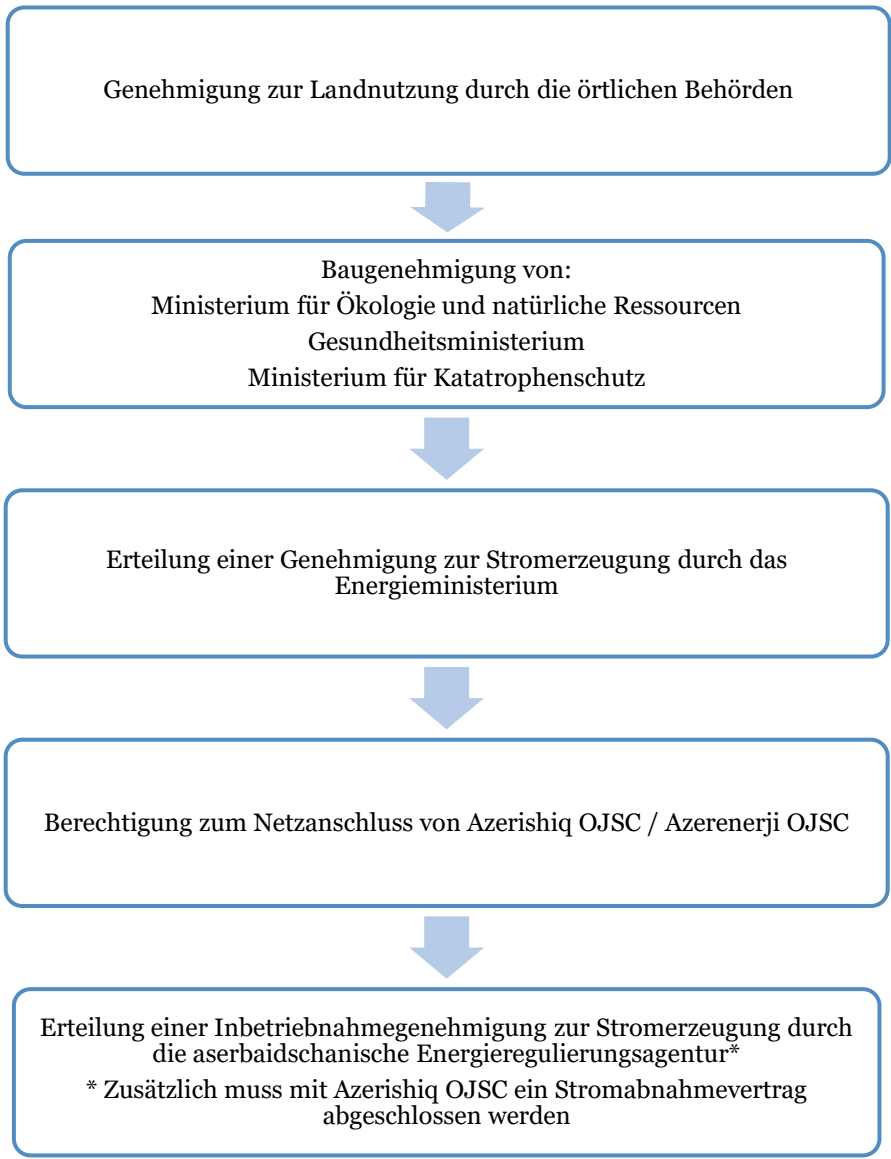 Genehmigung zur Landnutzung durch die örtlichen Behörden
Baugenehmigung von:
Ministerium für Ökologie und natürliche Ressourcen
Gesundheitsministerium
Ministerium für Katatrophenschutz
Erteilung einer Genehmigung zur Stromerzeugung durch das
Energieministerium
Berechtigung zum Netzanschluss von Azerishiq OJSC / Azerenerji OJSC
Erteilung einer Inbetriebnahmegenehmigung zur Stromerzeugung durch
die aserbaidschanische Energieregulierungsagentur*
* Zusätzlich muss mit Azerishiq OJSC ein Stromabnahmevertrag
abgeschlossen werden